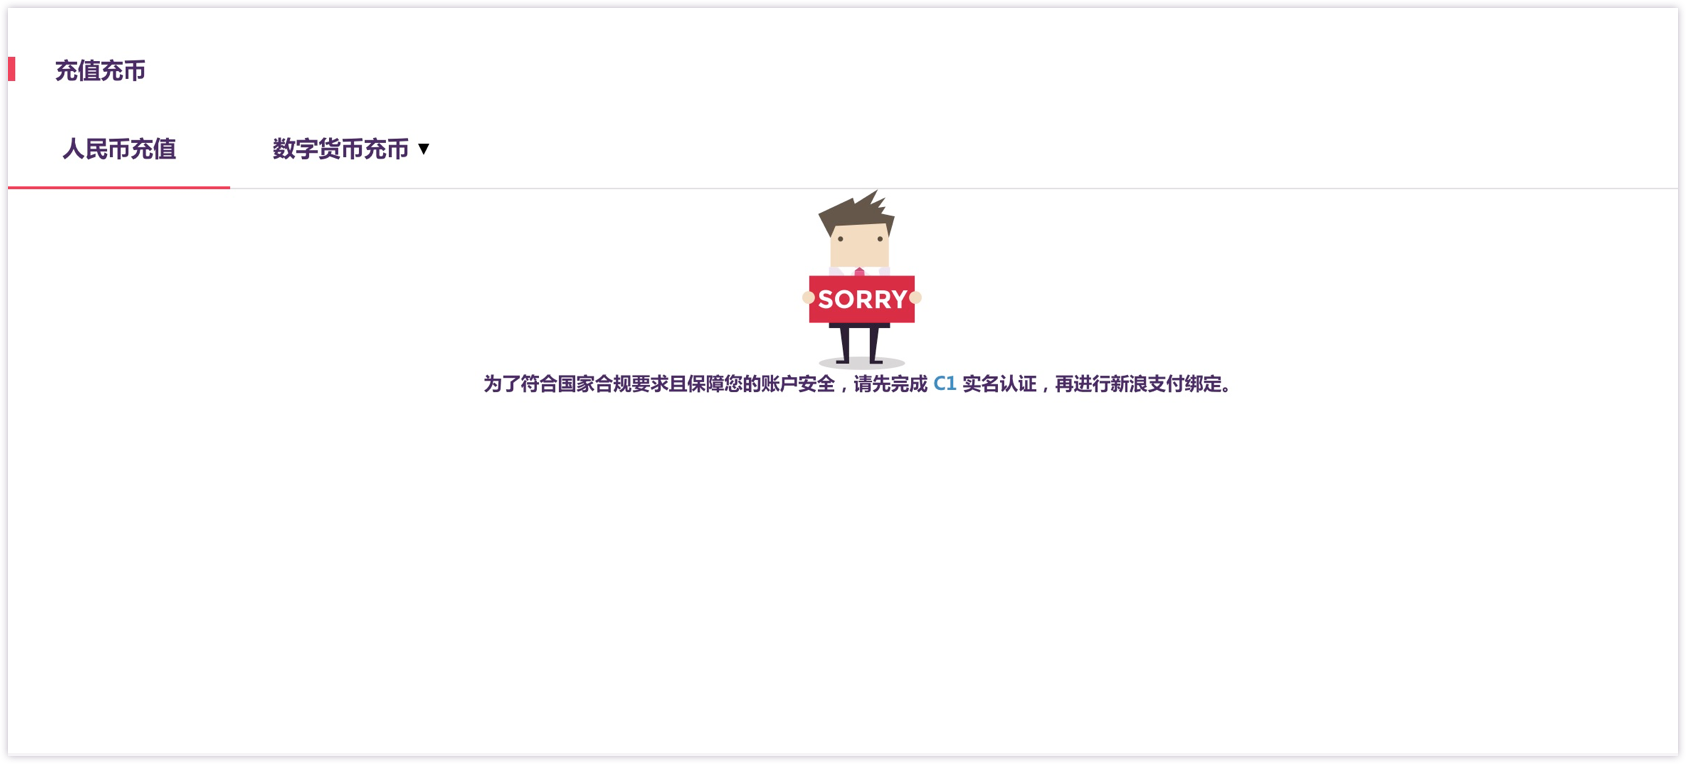 充值充币
人民币充值
数字货币充币 ▼
SORRY
为了符合国家合规要求且保障您的账户安全，请先完成 C1 实名认证，再进行新浪支付绑定。